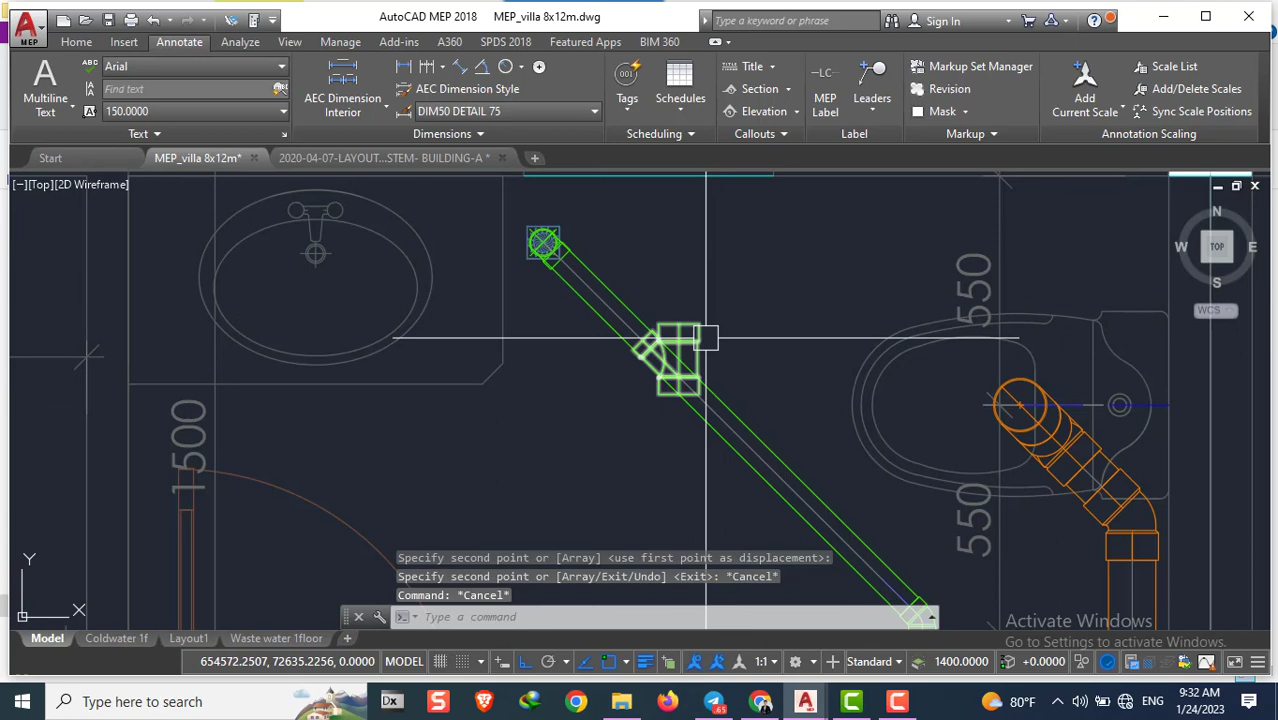 AutoCAD MEP 2018 MEP_villa 8x12m.dwg
Type a keyword or phrase
Sign In
MEP
Home Insert Annotate Analyze View Manage Add-ins A360 SPDS 2018 Featured Apps BIM 360
Arial
Find text
150.0000
Multiline
Text
Text
AEC Dimension
Interior
AEC Dimension Style
DIM50 DETAIL 75
Dimensions
Tags
Schedules
Scheduling
Title
Section
Elevation
Callouts
MEP
Label
Leaders
Label
Markup Set Manager
Revision
Mask
Markup
Add
Current Scale
Scale List
Add/Delete Scales
Sync Scale Positions
Annotation Scaling
Start MEP_villa 8x12m* 2020-04-07-LAYOUT...STEM- BUILDING-A *
[−][Top][2D Wireframe]
N
W TOP E
S
WCS
550
1500
550
Y
X
Specify second point or [Array] <use first point as displacement>:
Specify second point or [Array/Exit/Undo] <Exit>: *Cancel*
Command: *Cancel*
Type a command
Activate Windows
Go to Settings to activate Windows.
Model Coldwater 1f Layout1 Waste water 1floor
654572.2507, 72635.2256, 0.0000 MODEL 1:1 Standard 1400.0000 +0.0000
Type here to search
Dx
65
80°F
ENG
9:32 AM
1/24/2023